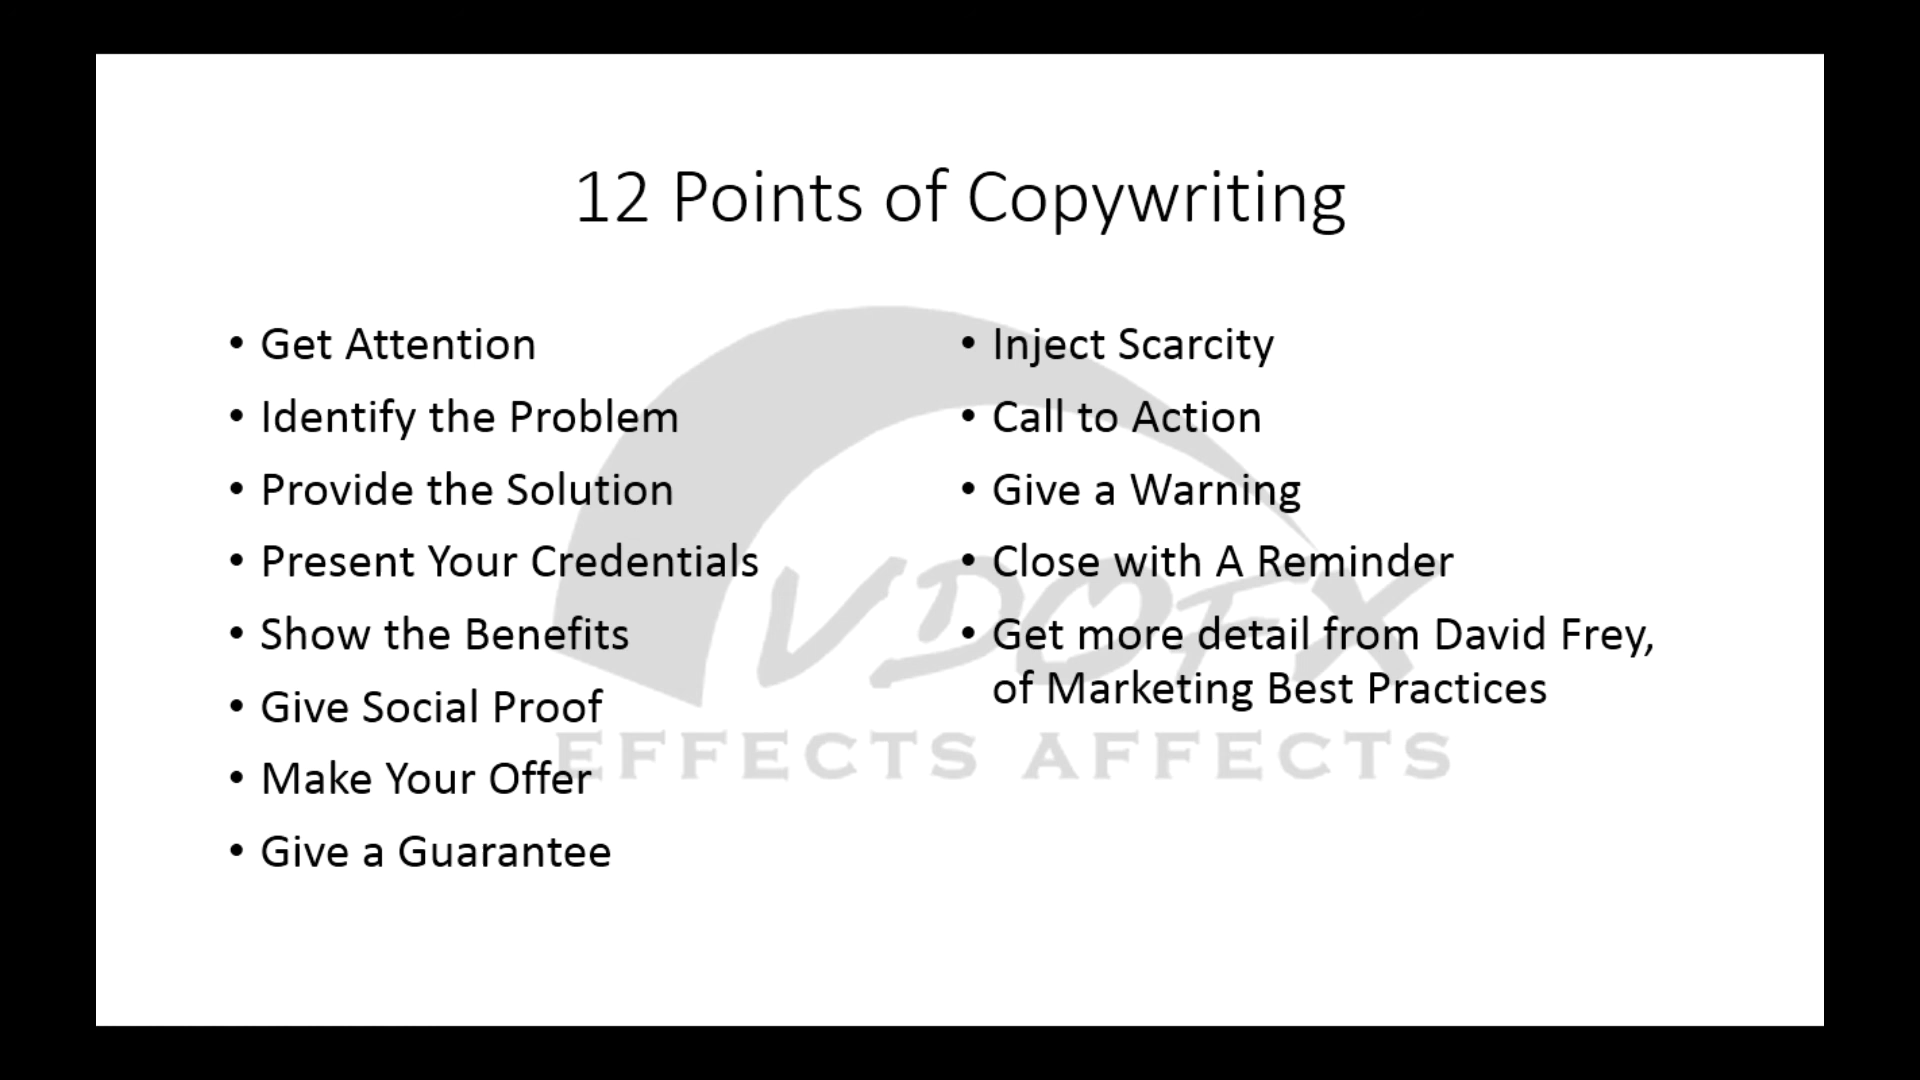 12 Points of Copywriting
• Get Attention
• Identify the Problem
• Provide the Solution
• Present Your Credentials
• Show the Benefits
• Give Social Proof
• Make Your Offer
• Give a Guarantee
• Inject Scarcity
• Call to Action
• Give a Warning
• Close with A Reminder
• Get more detail from David Frey,
of Marketing Best Practices
VDOFX
EFFECTS AFFECTS